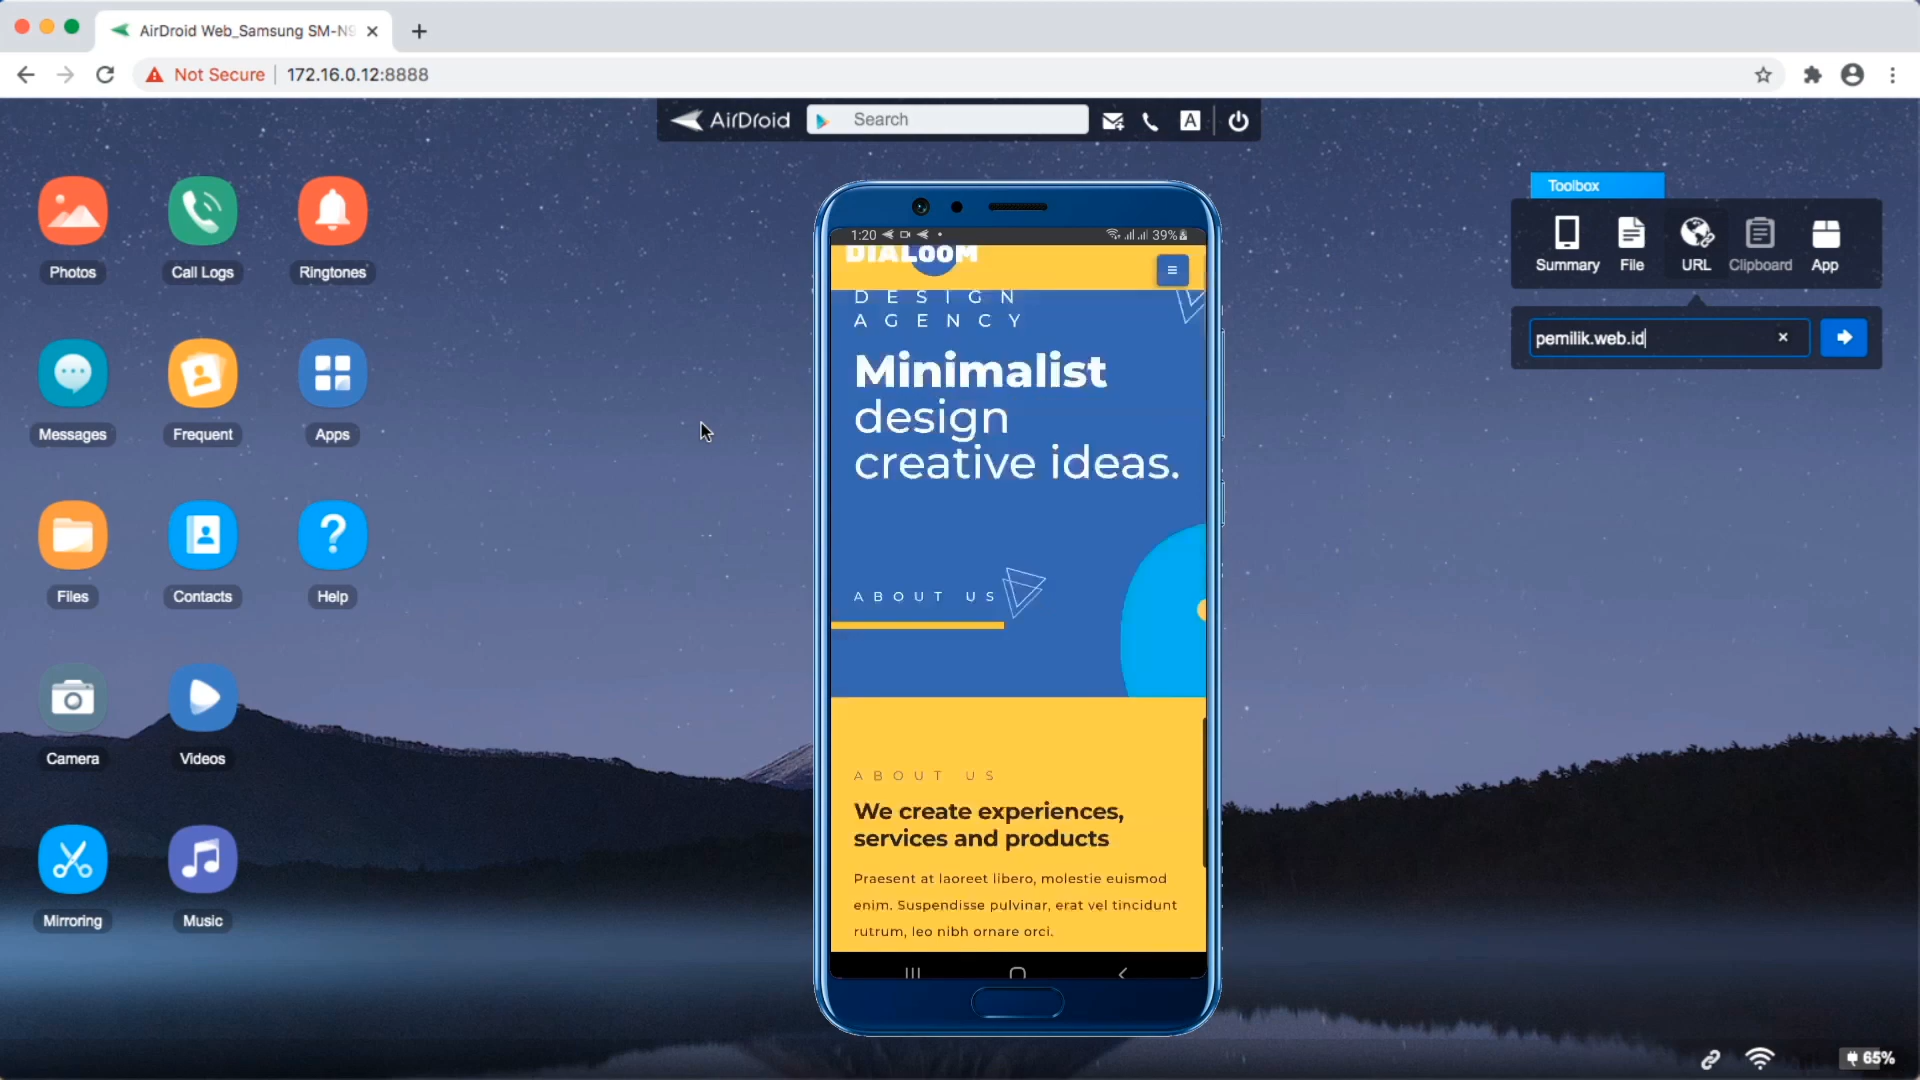 AirDroid Web_Samsung SM-N9
Not Secure
172.16.0.12:8888
AirDroid
Search
A
Photos
Call Logs
Ringtones
Messages
Frequent
Apps
Files
Contacts
Help
Camera
Videos
Mirroring
Music
1:20
39%
DIALOOM
DESIGN
AGENCY
Minimalist
design
creative ideas.
ABOUT US
ABOUT US
We create experiences,
services and products
Praesent at laoreet libero, molestie euismod
enim. Suspendisse pulvinar, erat vel tincidunt
rutrum, leo nibh ornare orci.
Toolbox
Summary
File
URL
Clipboard
App
pemilik.web.id
65%